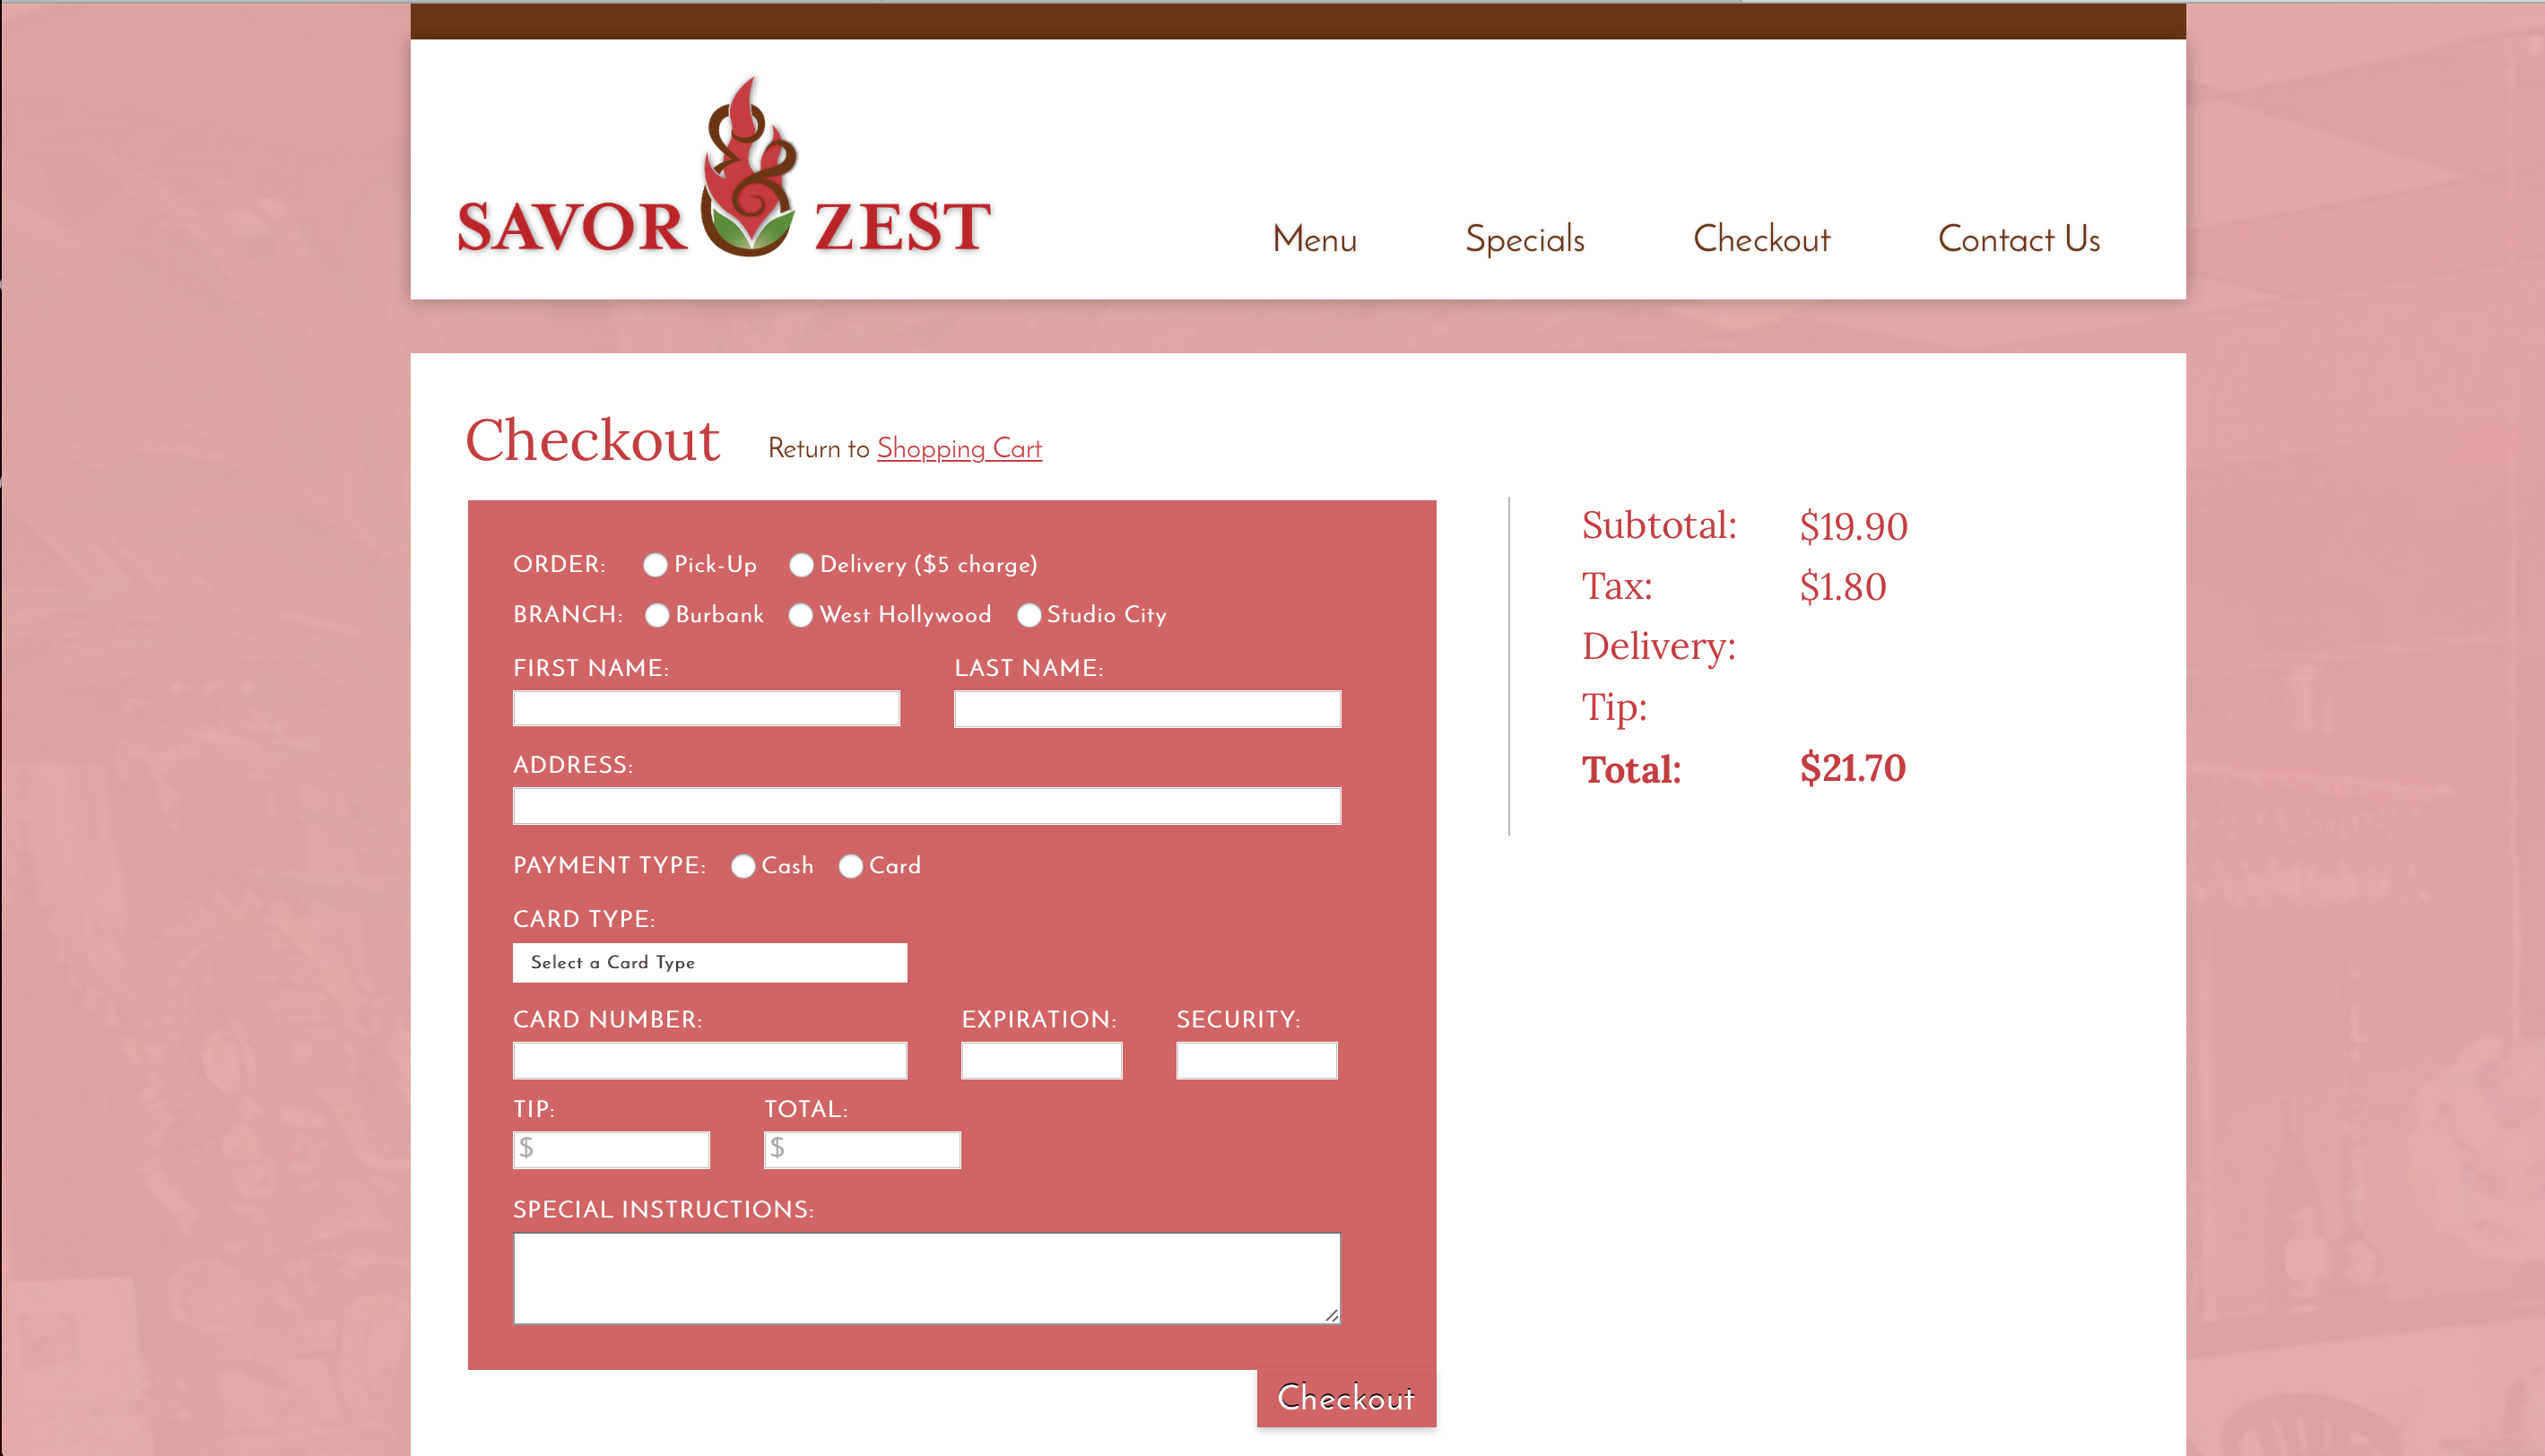 SAVOR & ZEST
Menu Specials Checkout Contact Us
Checkout Return to Shopping Cart
ORDER: Pick-Up Delivery ($5 charge)
BRANCH: Burbank West Hollywood Studio City
FIRST NAME: LAST NAME:
ADDRESS:
PAYMENT TYPE: Cash Card
CARD TYPE:
Select a Card Type
CARD NUMBER: EXPIRATION: SECURITY:
TIP: TOTAL:
$ $
SPECIAL INSTRUCTIONS:
Checkout
Subtotal: $19.90
Tax: $1.80
Delivery:
Tip:
Total: $21.70